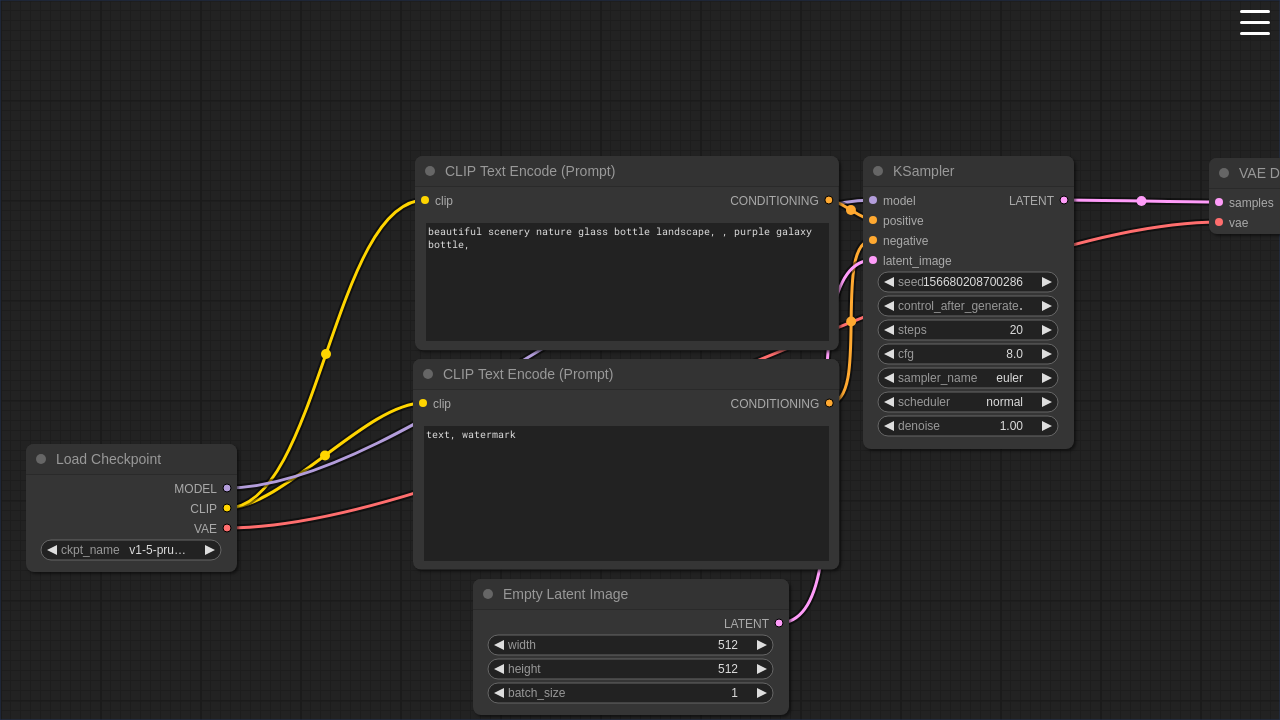 CLIP Text Encode (Prompt)
clip
CONDITIONING
beautiful scenery nature glass bottle landscape, , purple galaxy
bottle,
KSampler
model
LATENT
positive
negative
latent_image
seed 156680208700286
control_after_generate.
steps 20
cfg 8.0
sampler_name euler
scheduler normal
denoise 1.00
VAE D
samples
vae
CLIP Text Encode (Prompt)
clip
CONDITIONING
text, watermark
Load Checkpoint
MODEL
CLIP
VAE
ckpt_name v1-5-pru…
Empty Latent Image
LATENT
width 512
height 512
batch_size 1